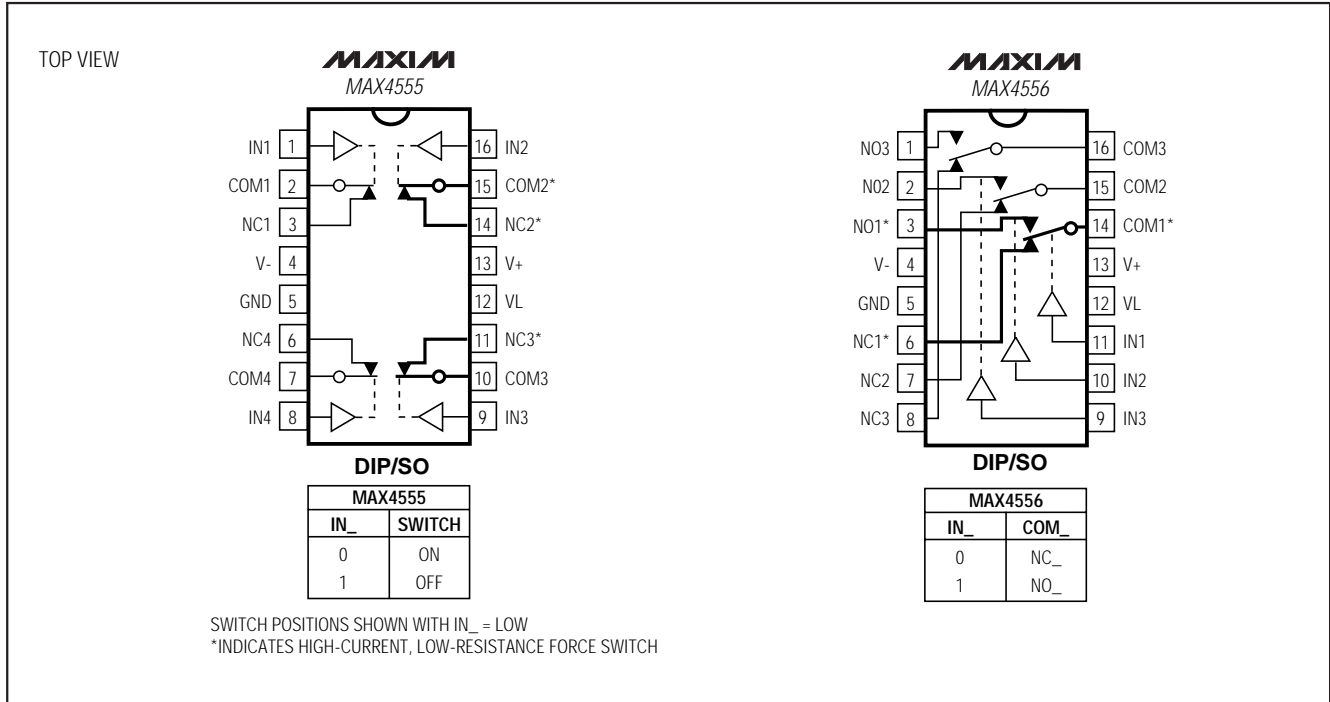 TOP VIEW
MAXIM
MAX4555
IN1 1
COM1 2
NC1 3
V- 4
GND 5
NC4 6
COM4 7
IN4 8
16 IN2
15 COM2*
14 NC2*
13 V+
12 VL
11 NC3*
10 COM3
9 IN3
DIP/SO
MAX4555
IN_ SWITCH
0 ON
1 OFF
SWITCH POSITIONS SHOWN WITH IN_ = LOW
*INDICATES HIGH-CURRENT, LOW-RESISTANCE FORCE SWITCH
MAXIM
MAX4556
NO3 1
N02 2
NO1* 3
V- 4
GND 5
NC1* 6
NC2 7
NC3 8
16 COM3
15 COM2
14 COM1*
13 V+
12 VL
11 IN1
10 IN2
9 IN3
DIP/SO
MAX4556
IN_ COM_
0 NC_
1 NO_